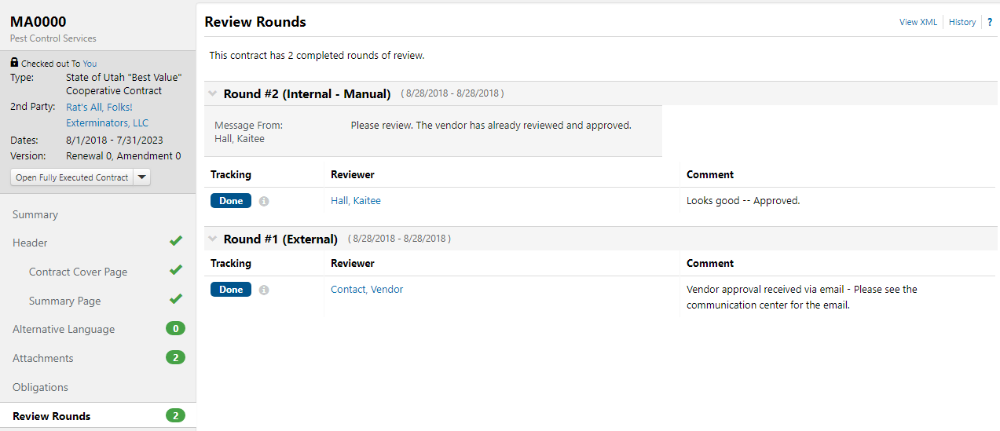 MA0000
Pest Control Services
Checked out To You
Type: State of Utah "Best Value"
Cooperative Contract
2nd Party: Rat's All, Folks!
Exterminators, LLC
Dates: 8/1/2018 - 7/31/2023
Version: Renewal 0, Amendment 0
Open Fully Executed Contract
Summary
Header
Contract Cover Page
Summary Page
Alternative Language 0
Attachments 2
Obligations
Review Rounds 2
Review Rounds
View XML History ?
This contract has 2 completed rounds of review.
Round #2 (Internal - Manual) ( 8/28/2018 - 8/28/2018 )
Message From: Please review. The vendor has already reviewed and approved.
Hall, Kaitee
Tracking Reviewer Comment
Done Hall, Kaitee Looks good -- Approved.
Round #1 (External) ( 8/28/2018 - 8/28/2018 )
Tracking Reviewer Comment
Done Contact, Vendor Vendor approval received via email - Please see the
communication center for the email.